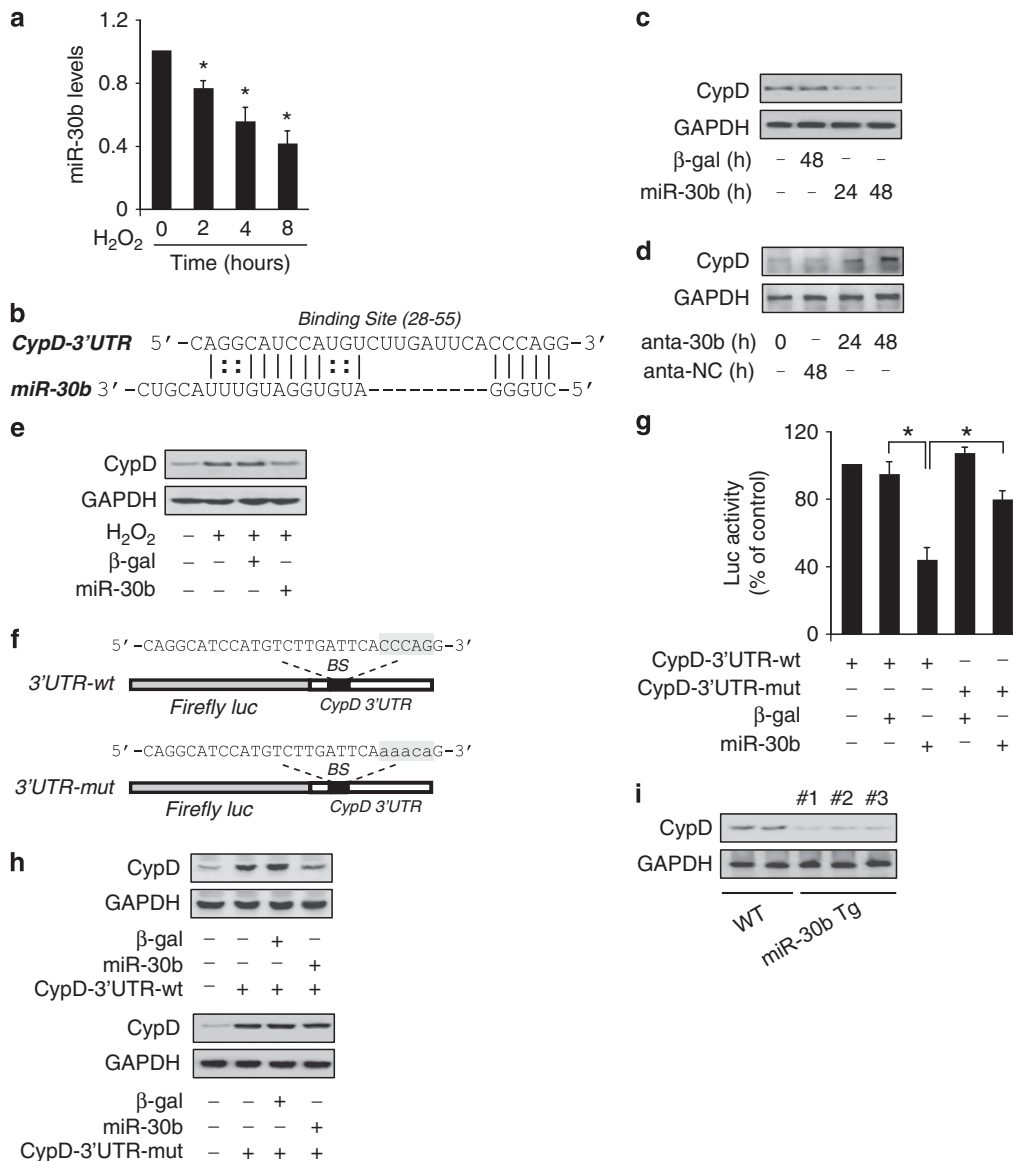 a
1.2
0.8
0.4
0
miR-30b levels
* * *
H2O2 0 2 4 8
Time (hours)
b
Binding Site (28-55)
CypD-3'UTR 5'-CAGGCAUCCAUGUCUUGAUUCACCCAGG-3'
miR-30b 3'-CUGCAUUUGUAGGUGUA----------GGGUC-5'
c
CypD
GAPDH
β-gal (h) – 48 – –
miR-30b (h) – – 24 48
d
CypD
GAPDH
anta-30b (h) 0 – 24 48
anta-NC (h) – 48 – –
e
CypD
GAPDH
H2O2 – + + +
β-gal – – + –
miR-30b – – – +
f
5'-CAGGCATCCATGTCTTGATTCACCCAGG-3'
BS
3'UTR-wt
Firefly luc
CypD 3'UTR
5'-CAGGCATCCATGTCTTGATTCAaaacaG-3'
BS
3'UTR-mut
Firefly luc
CypD 3'UTR
g
120
80
40
0
Luc activity
(% of control)
* *
CypD-3'UTR-wt + + + – –
CypD-3'UTR-mut – – – + +
β-gal – + – + –
miR-30b – – + – +
h
CypD
GAPDH
β-gal – – + –
miR-30b – – – +
CypD-3'UTR-wt – + + +
CypD
GAPDH
β-gal – – + –
miR-30b – – – +
CypD-3'UTR-mut – + + +
i
#1 #2 #3
CypD
GAPDH
WT
miR-30b Tg